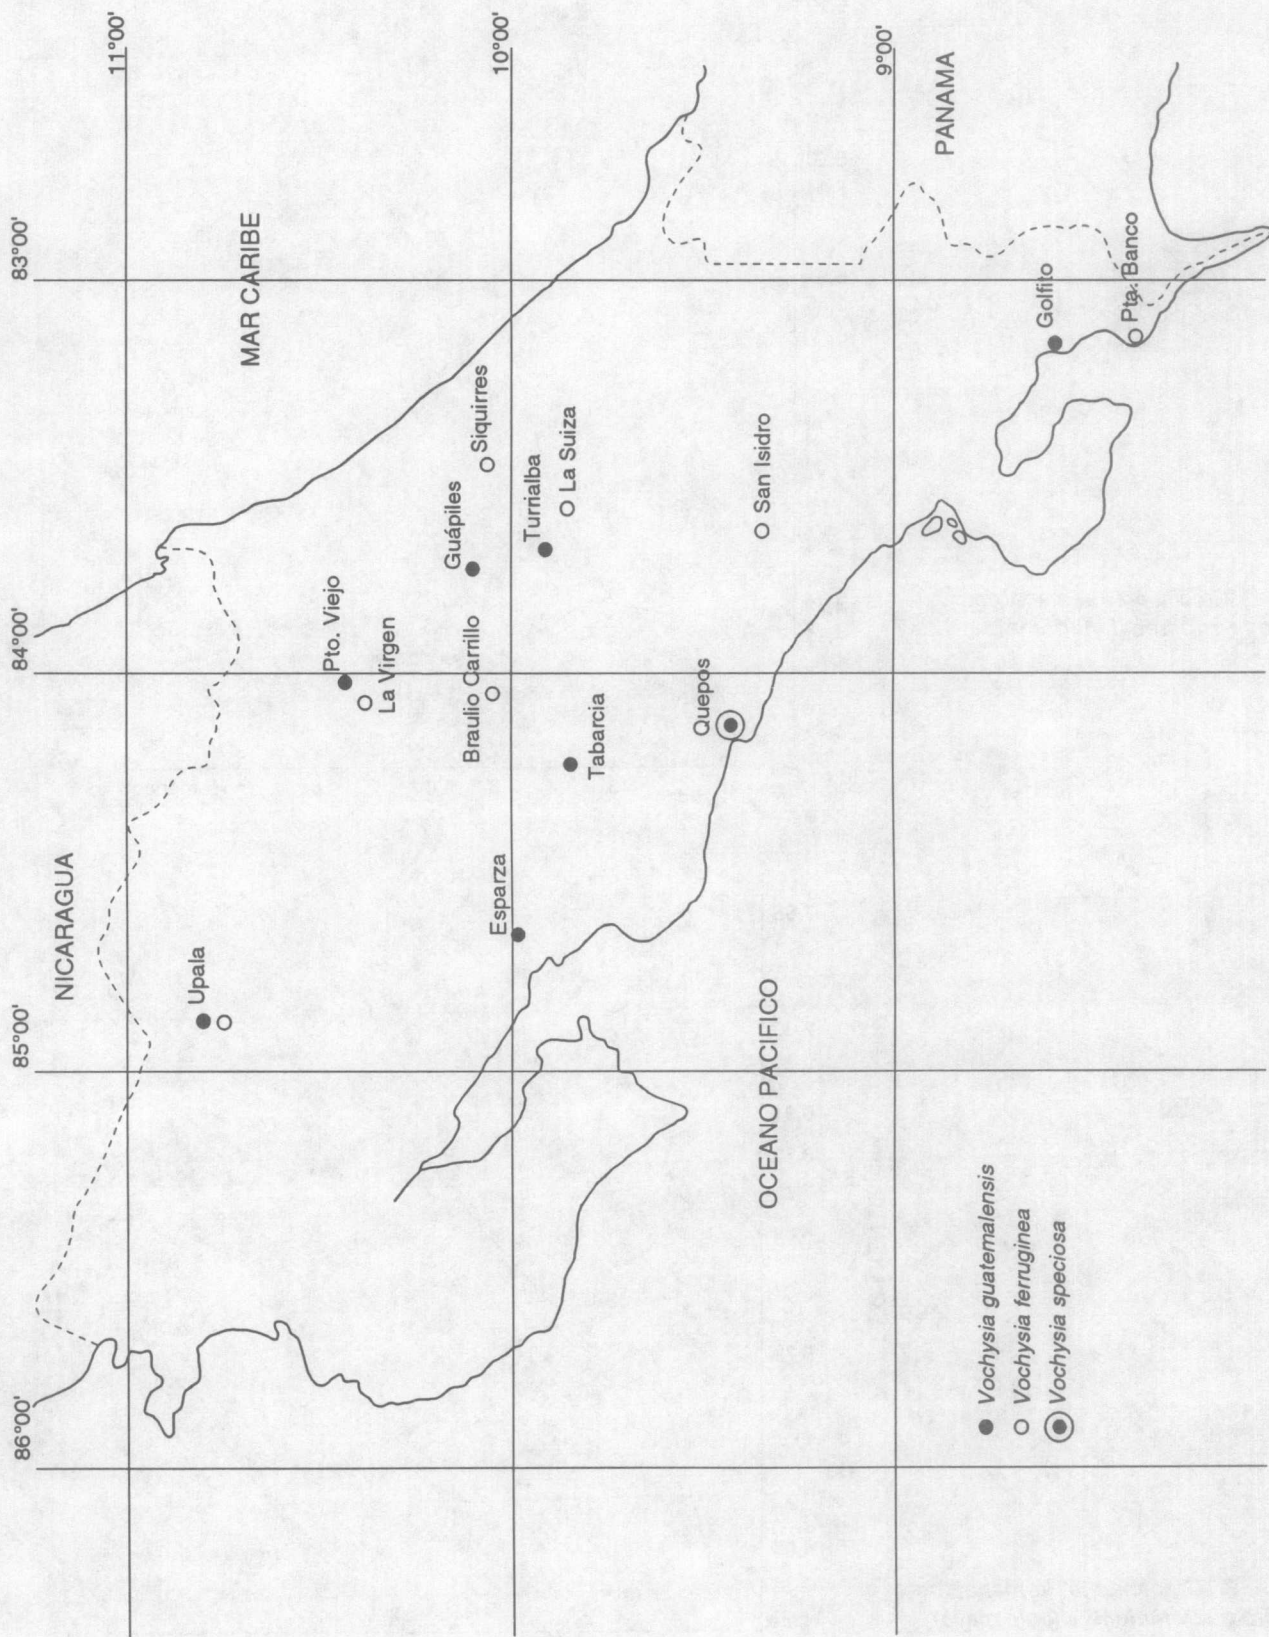 86°00'
85°00'
84°00'
83°00'
11°00'
10°00'
9°00'
NICARAGUA
MAR CARIBE
PANAMA
OCEANO PACIFICO
Upala
Pto. Viejo
La Virgen
Guápiles
Siquirres
Braulio Carrillo
Turrialba
La Suiza
Esparza
Tabarcia
Quepos
San Isidro
Golfito
Pta. Banco
Vochysia guatemalensis
Vochysia ferruginea
Vochysia speciosa